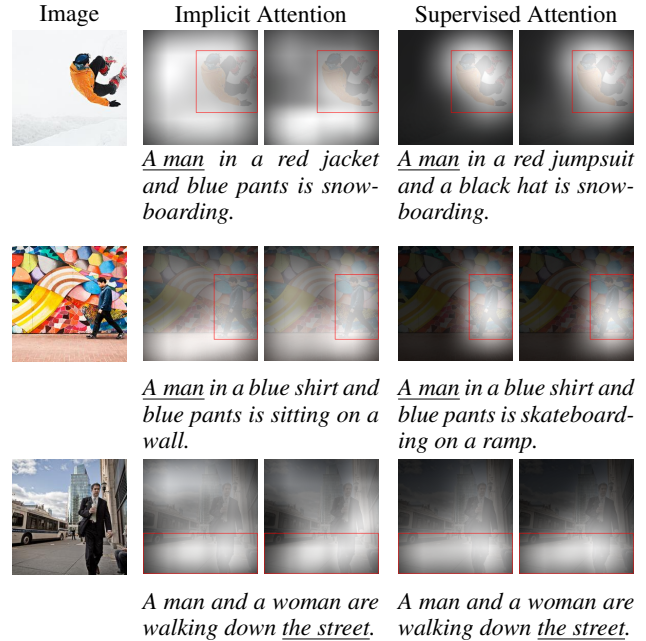 Image
Implicit Attention
Supervised Attention
A man in a red jacket
and blue pants is snow-
boarding.
A man in a red jumpsuit
and a black hat is snow-
boarding.
A man in a blue shirt and
blue pants is sitting on a
wall.
A man in a blue shirt and
blue pants is skateboard-
ing on a ramp.
A man and a woman are
walking down the street.
A man and a woman are
walking down the street.